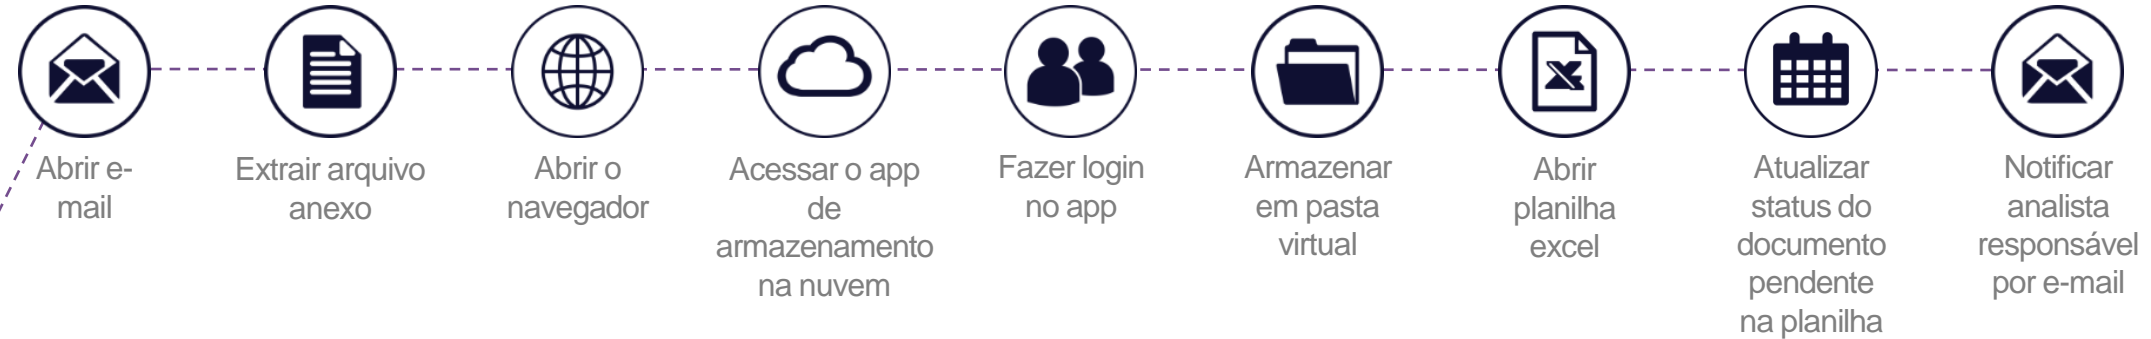 Abrir e-
mail
Extrair arquivo
anexo
Abrir o
navegador
Acessar o app
de
armazenamento
na nuvem
Fazer login
no app
Armazenar
em pasta
virtual
Abrir
planilha
excel
Atualizar
status do
documento
pendente
na planilha
Notificar
analista
responsável
por e-mail